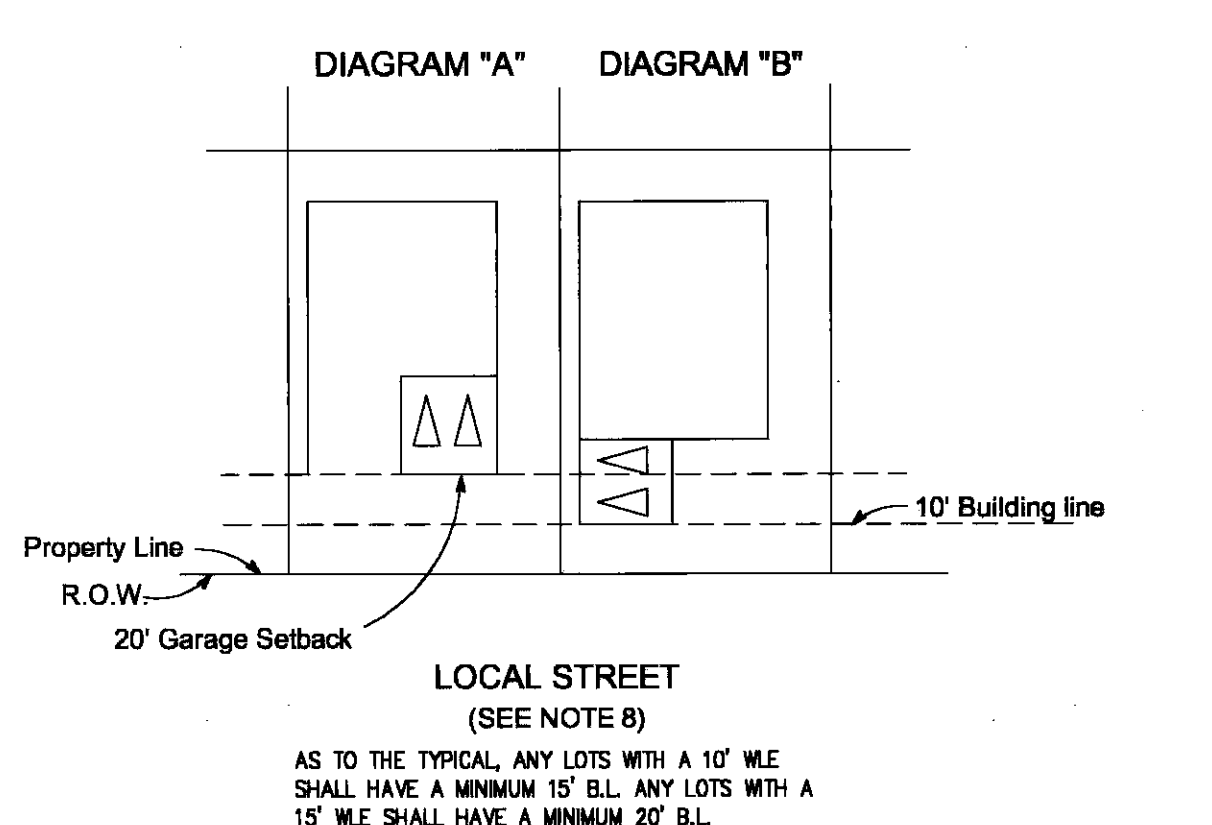 DIAGRAM "A" DIAGRAM "B"
10' Building line
Property Line
R.O.W.
20' Garage Setback
LOCAL STREET
(SEE NOTE 8)
AS TO THE TYPICAL, ANY LOTS WITH A 10' WLE
SHALL HAVE A MINIMUM 15' B.L. ANY LOTS WITH A
15' WLE SHALL HAVE A MINIMUM 20' B.L.